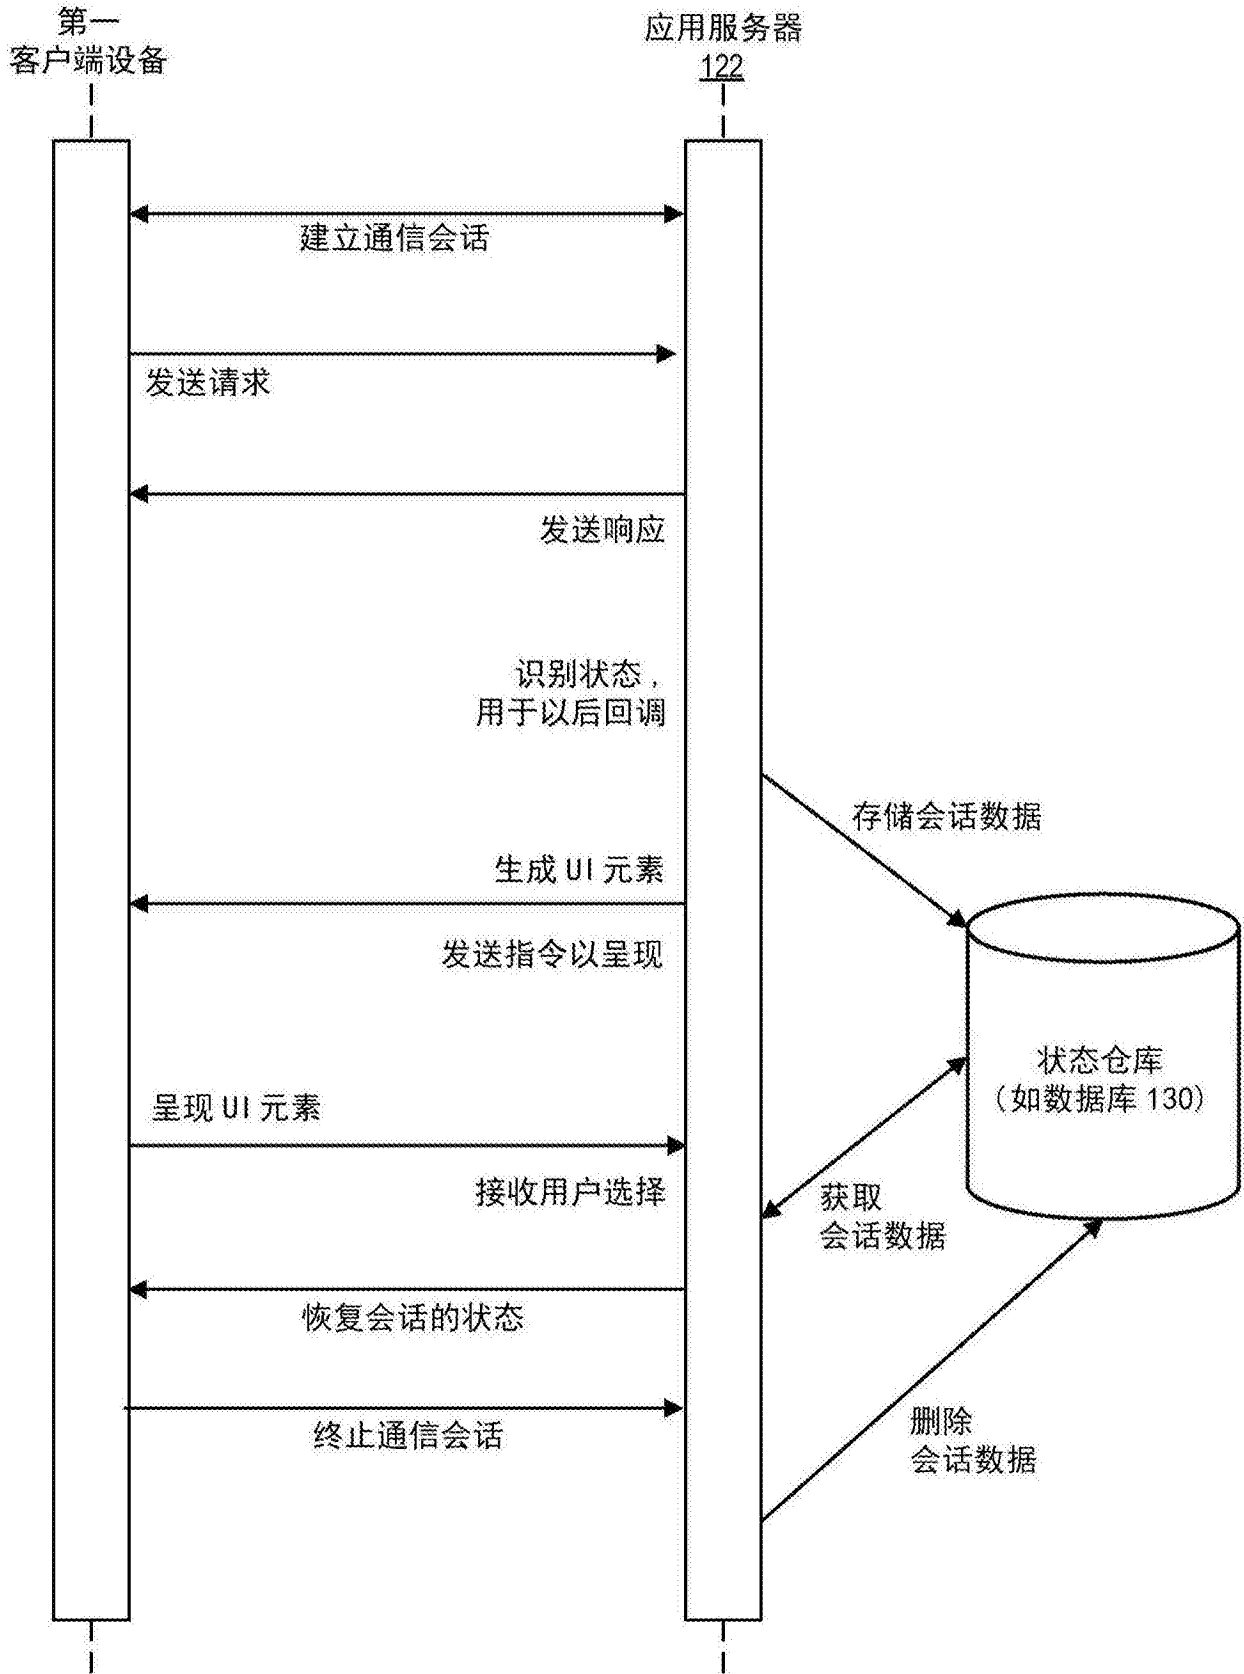 第一
客户端设备
应用服务器
122
建立通信会话
发送请求
发送响应
识别状态，
用于以后回调
存储会话数据
生成 UI 元素
发送指令以呈现
状态仓库
（如数据库 130）
呈现 UI 元素
接收用户选择
获取
会话数据
恢复会话的状态
终止通信会话
删除
会话数据